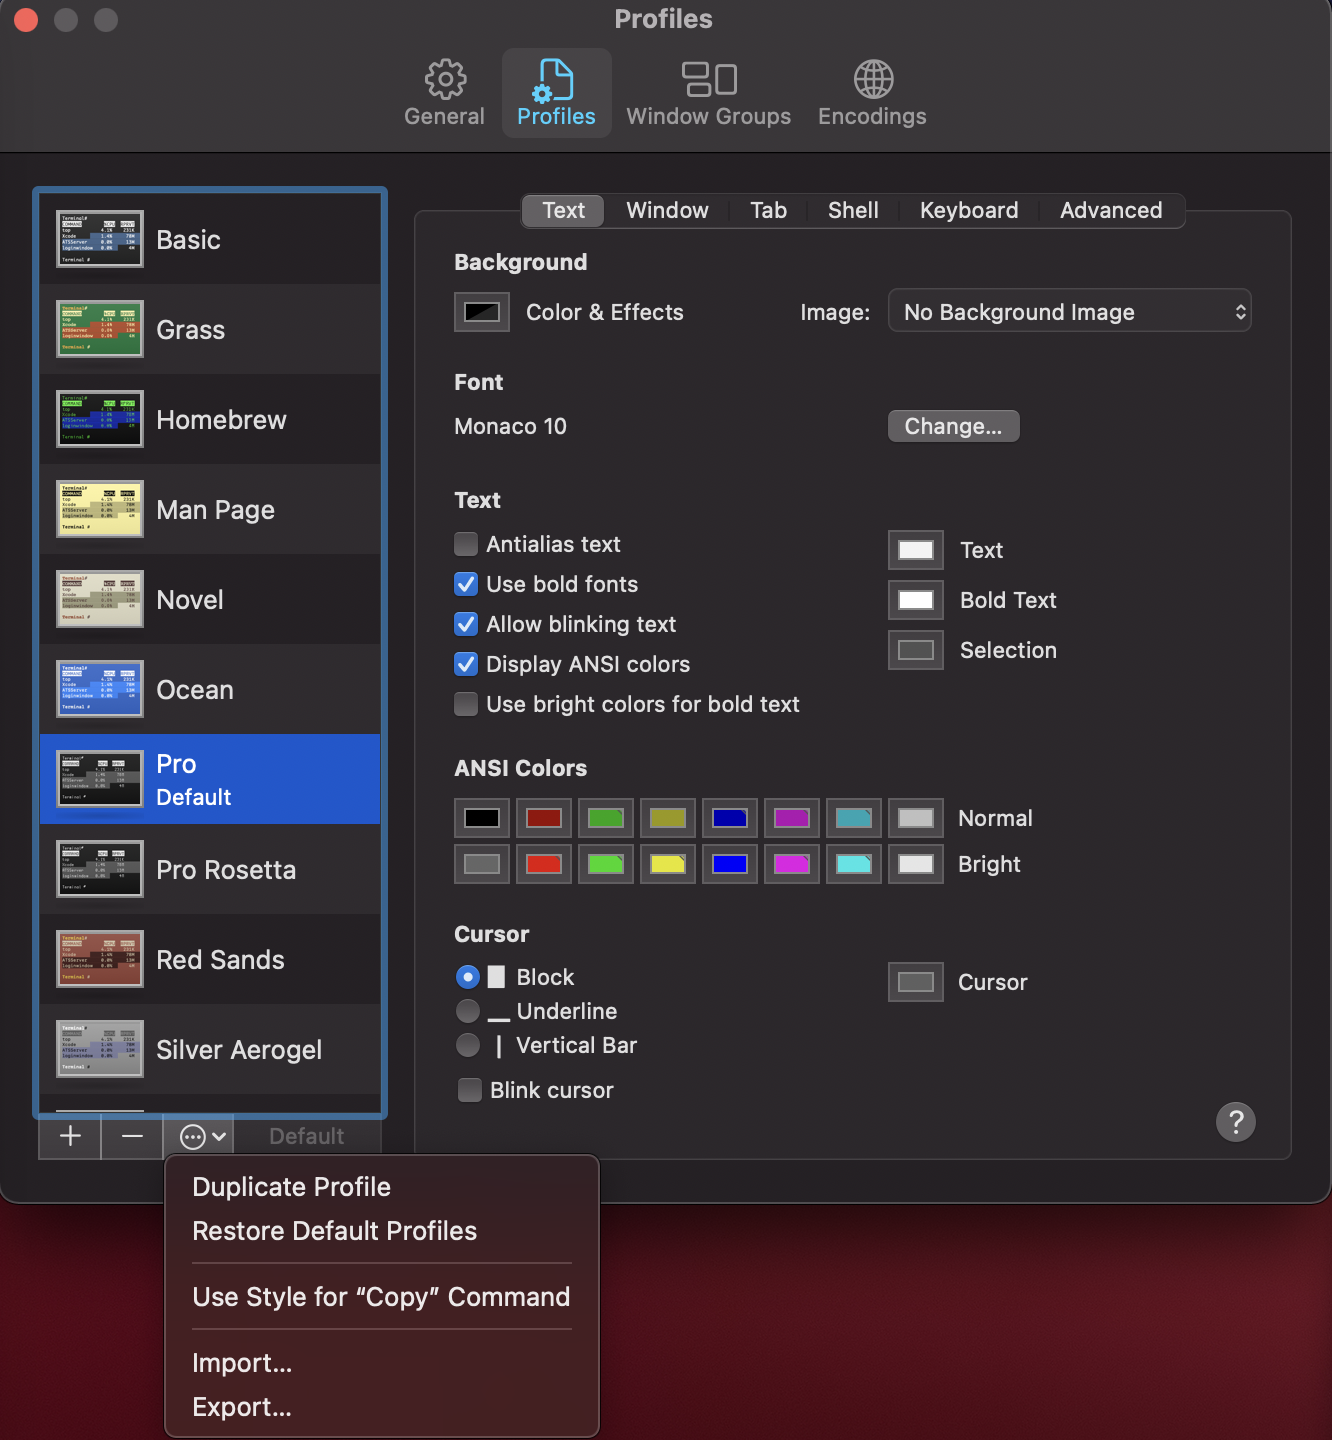 Profiles
General
Profiles
Window Groups
Encodings
Basic
Grass
Homebrew
Man Page
Novel
Ocean
Pro
Default
Pro Rosetta
Red Sands
Silver Aerogel
Default
Text
Window
Tab
Shell
Keyboard
Advanced
Background
Color & Effects
Image:
No Background Image
Font
Monaco 10
Change...
Text
Antialias text
Use bold fonts
Allow blinking text
Display ANSI colors
Use bright colors for bold text
Text
Bold Text
Selection
ANSI Colors
Normal
Bright
Cursor
Block
Underline
Vertical Bar
Blink cursor
Cursor
?
Duplicate Profile
Restore Default Profiles
Use Style for “Copy” Command
Import...
Export...